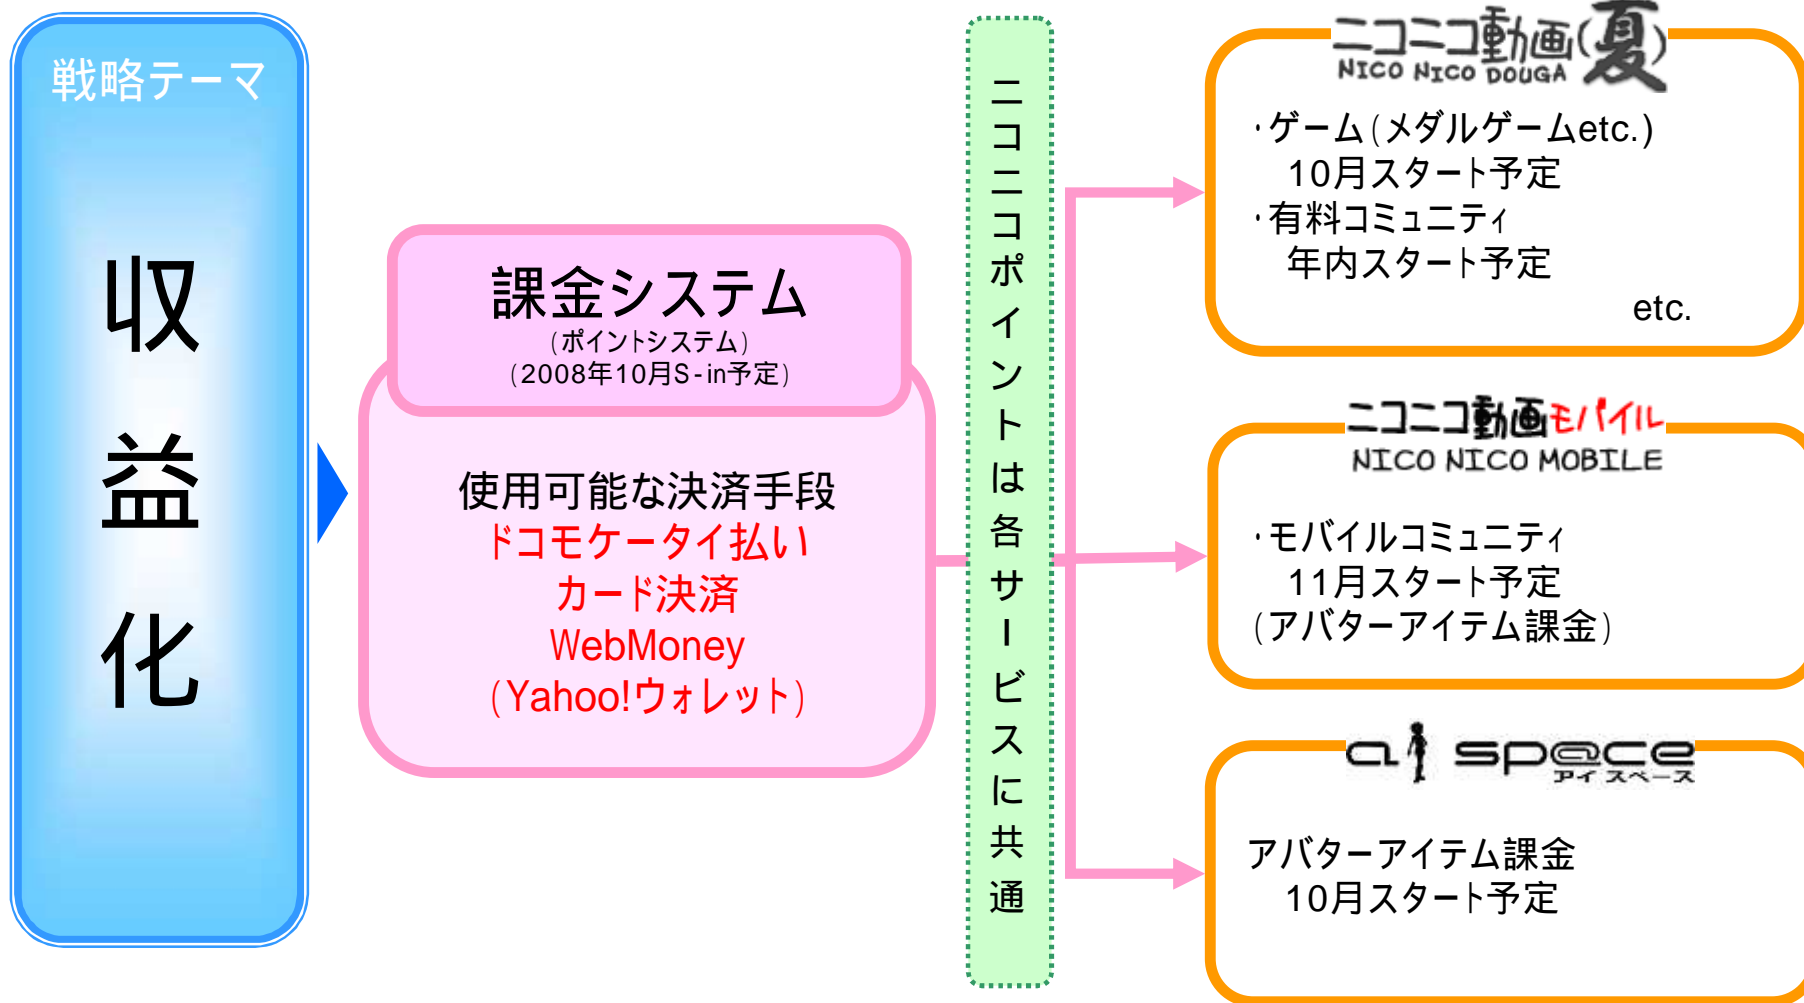 戦略テーマ
収益化
課金システム
(ポイントシステム)
(2008年10月S-in予定)
使用可能な決済手段
ドコモケータイ払い
カード決済
WebMoney
(Yahoo!ウォレット)
ニコニコポイントは各サービスに共通
ニコニコ動画(夏)
NICO NICO DOUGA
・ゲーム(メダルゲームetc.)
10月スタート予定
・有料コミュニティ
年内スタート予定
etc.
ニコニコ動画モバイル
NICO NICO MOBILE
・モバイルコミュニティ
11月スタート予定
(アバターアイテム課金)
ai sp@ce
アイ スペース
アバターアイテム課金
10月スタート予定